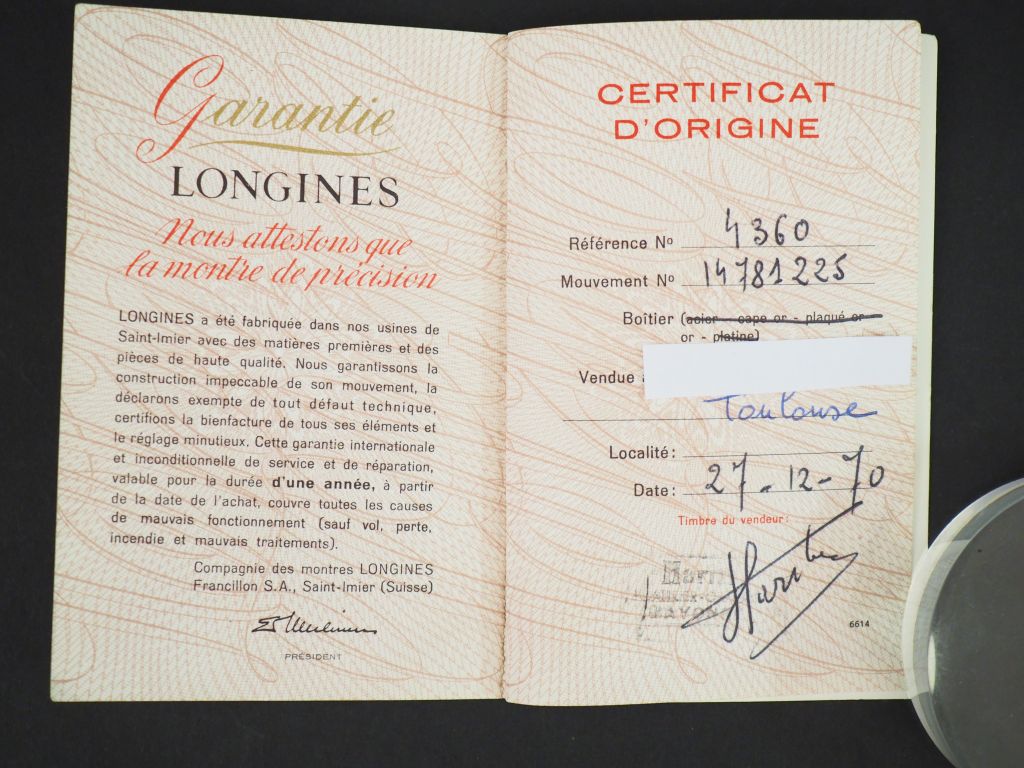 Garantie
LONGINES
Nous attestons que
la montre de précision
LONGINES a été fabriquée dans nos usines de
Saint-Imier avec des matières premières et des
pièces de haute qualité. Nous garantissons la
construction impeccable de son mouvement, la
déclarons exempte de tout défaut technique,
certifions la bienfacture de tous ses éléments et
le réglage minutieux. Cette garantie internationale
et inconditionnelle de service et de réparation,
valable pour la durée d'une année, à partir
de la date de l'achat, couvre toutes les causes
de mauvais fonctionnement (sauf vol, perte,
incendie et mauvais traitements).
Compagnie des montres LONGINES
Francillon S.A., Saint-Imier (Suisse)
PRÉSIDENT
CERTIFICAT
D'ORIGINE
Référence No 4360
Mouvement No 14781225
Boîtier (acier - cape or - plaqué or
or - platine)
Vendue à
Toulouse
Localité:
Date: 27-12-70
Timbre du vendeur:
6614